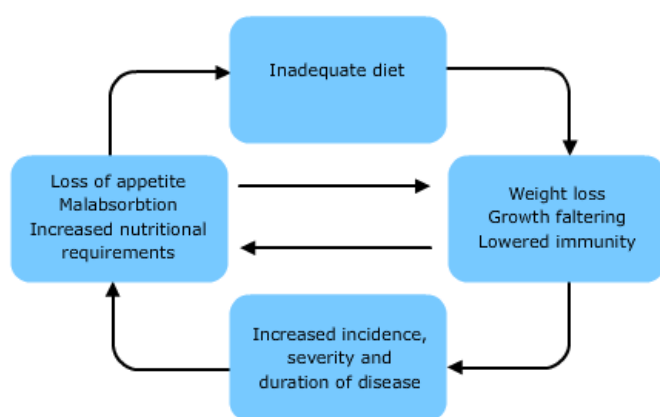 Inadequate diet
Loss of appetite
Malabsorbtion
Increased nutritional
requirements
Weight loss
Growth faltering
Lowered immunity
Increased incidence,
severity and
duration of disease